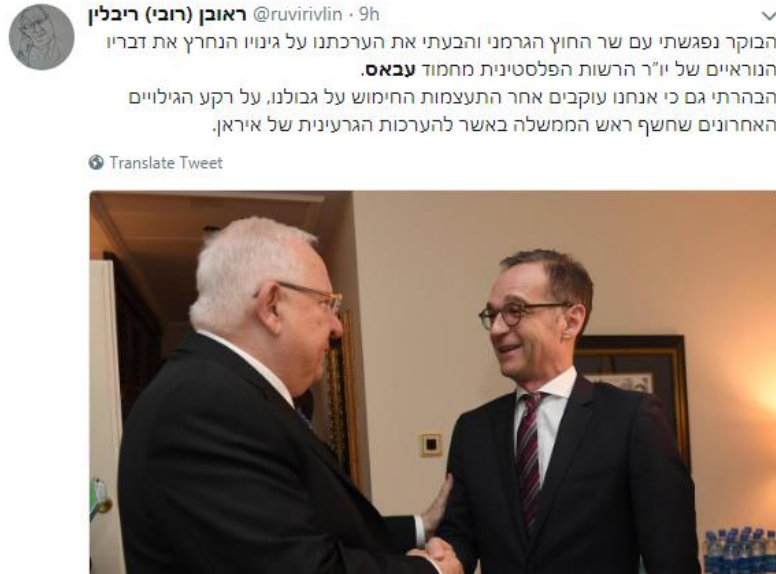 ראובן (רובי) ריבלין @ruvirivlin · 9h
הבוקר נפגשתי עם שר החוץ הגרמני והבעתי את הערכתנו על גינויו הנחרץ את דבריו
הנוראיים של יו"ר הרשות הפלסטינית מחמוד עבאס.
הבהרתי גם כי אנחנו עוקבים אחר התעצמות החימוש על גבולנו, על רקע הגילויים
האחרונים שחשף ראש הממשלה באשר להערכות הגרעינית של איראן.
Translate Tweet